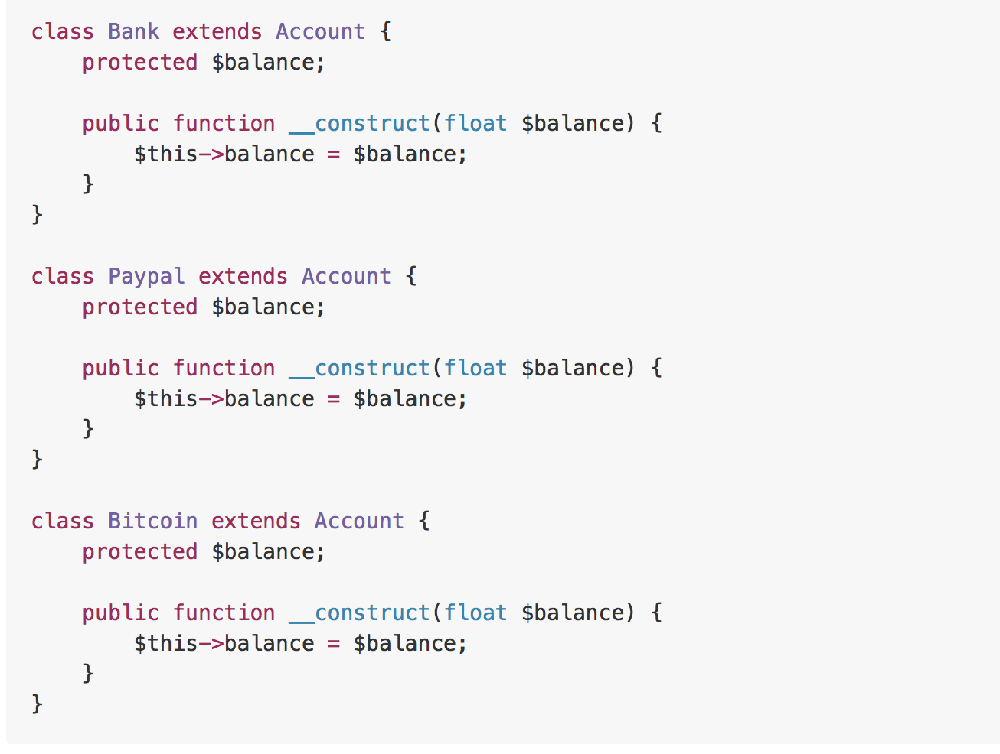 class Bank extends Account {
    protected $balance;

    public function __construct(float $balance) {
        $this->balance = $balance;
    }
}

class Paypal extends Account {
    protected $balance;

    public function __construct(float $balance) {
        $this->balance = $balance;
    }
}

class Bitcoin extends Account {
    protected $balance;

    public function __construct(float $balance) {
        $this->balance = $balance;
    }
}